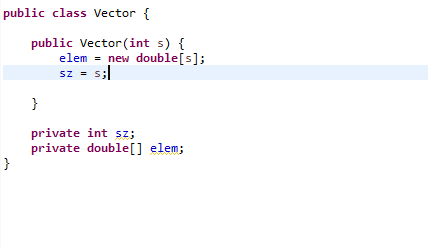 public class Vector {
public Vector(int s) {
elem = new double[s];
sz = s;
}
private int sz;
private double[] elem;
}